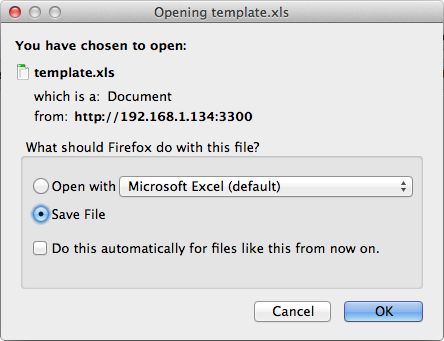 Opening template.xls
You have chosen to open:
template.xls
which is a: Document
from: http://192.168.1.134:3300
What should Firefox do with this file?
Open with Microsoft Excel (default)
Save File
Do this automatically for files like this from now on.
Cancel OK